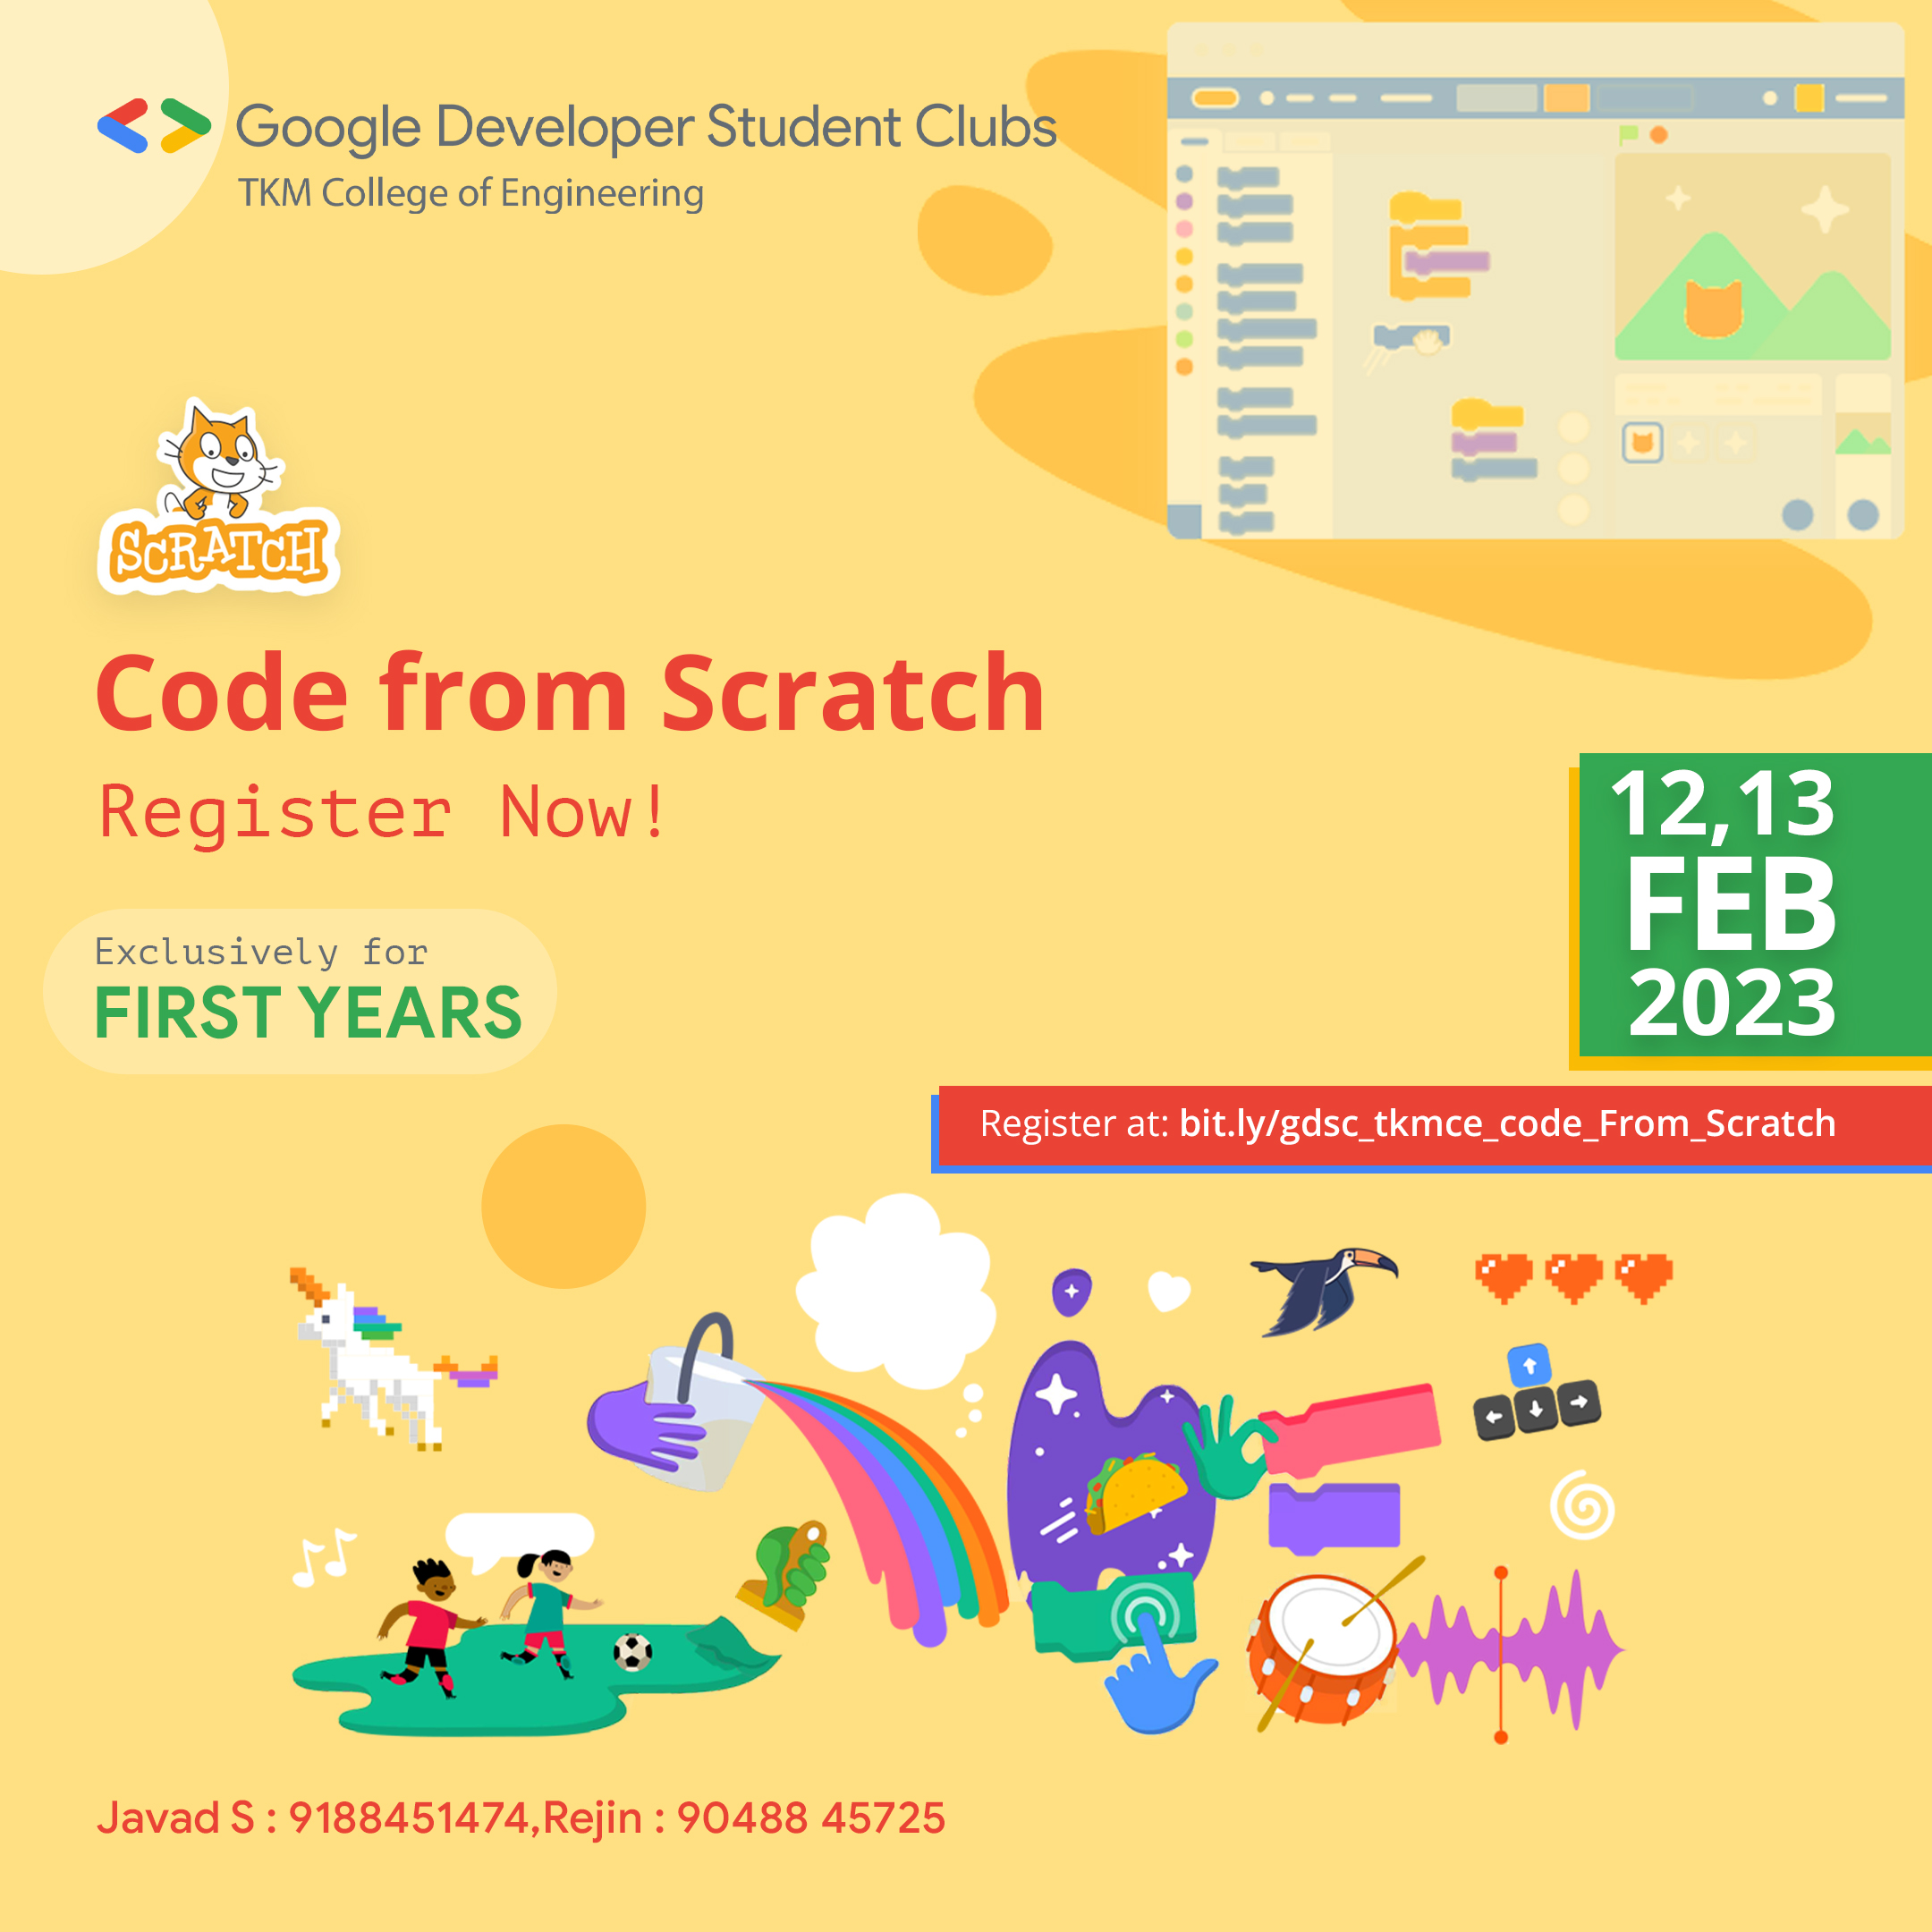 Google Developer Student Clubs
TKM College of Engineering
SCRATCH
Code from Scratch
Register Now!
12,13
FEB
2023
Exclusively for
FIRST YEARS
Register at: bit.ly/gdsc_tkmce_code_From_Scratch
Javad S : 9188451474,Rejin : 90488 45725